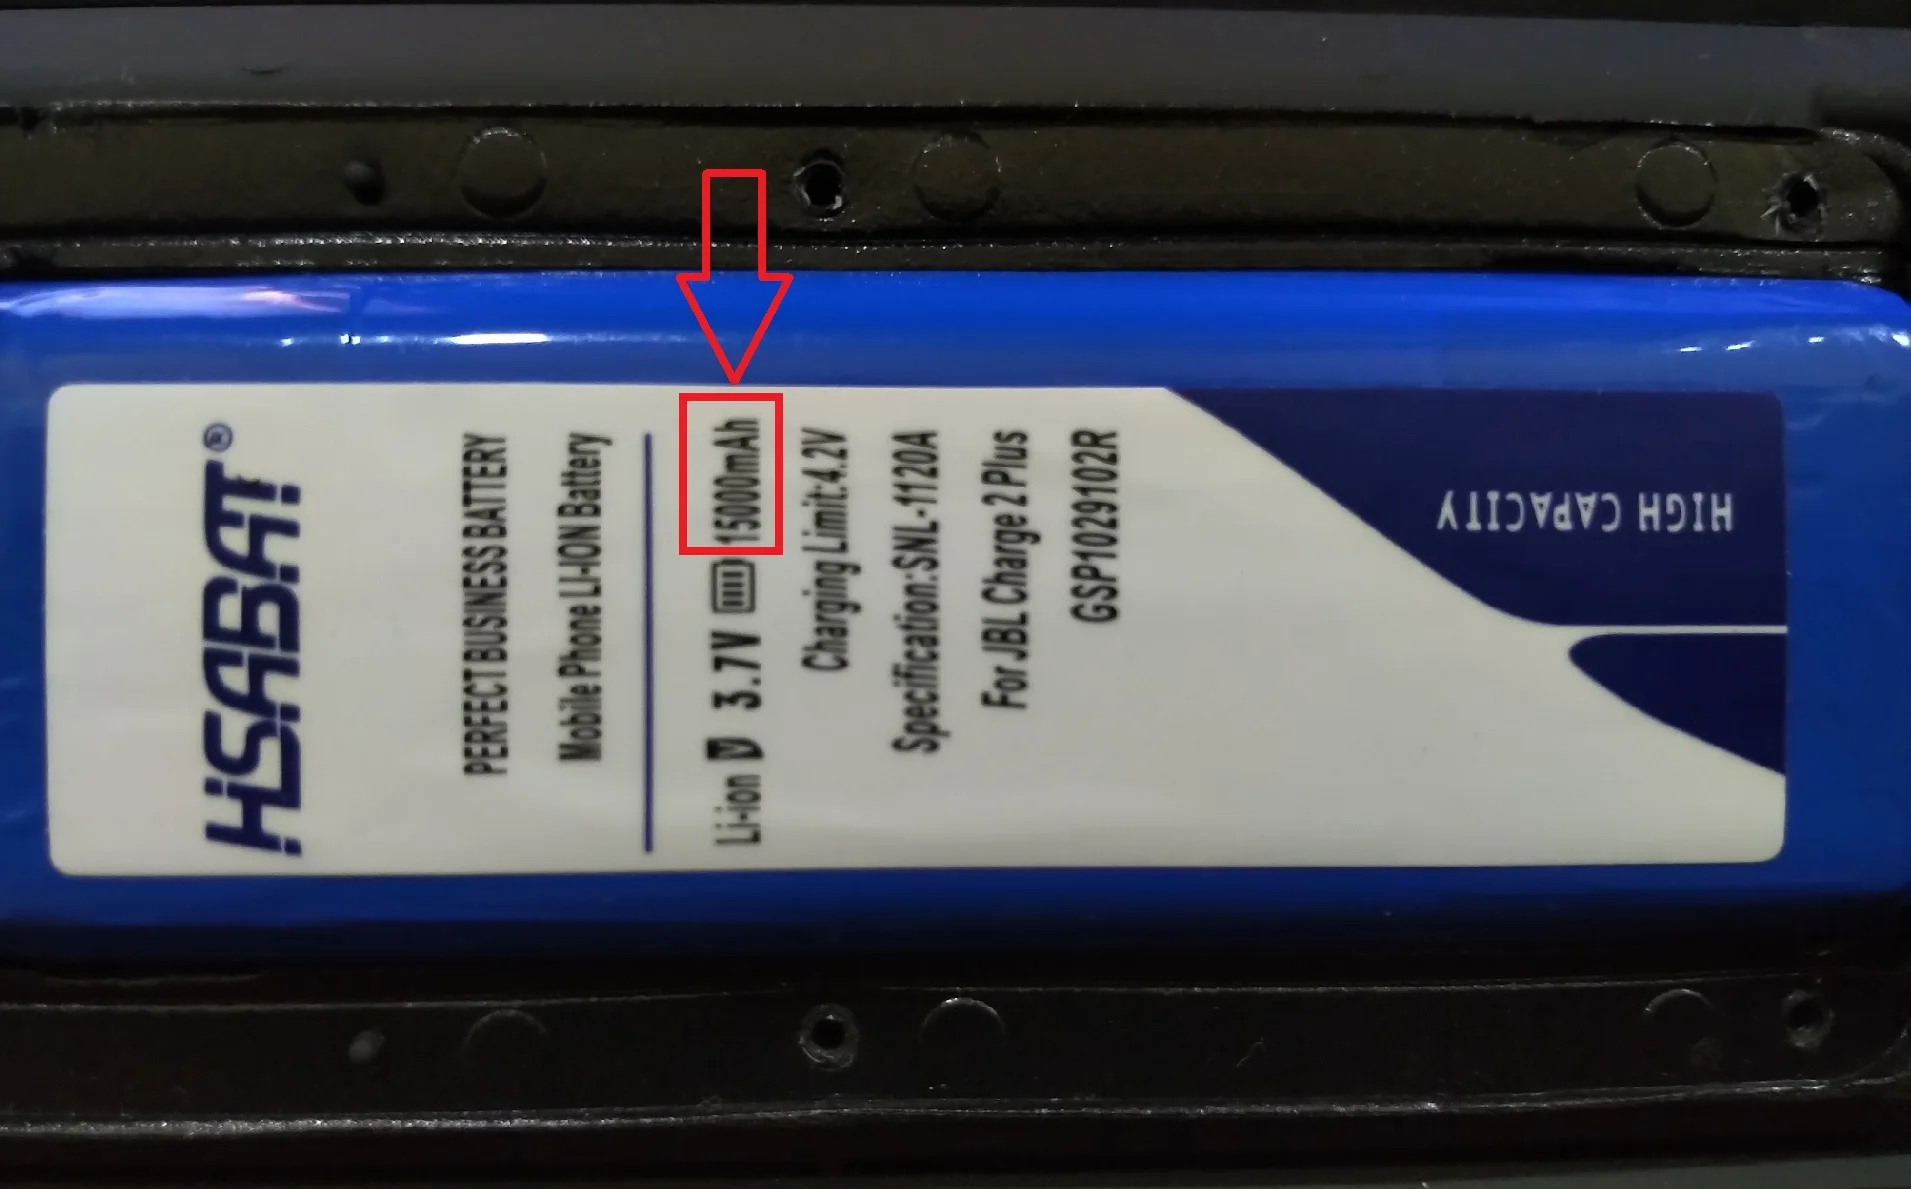 HSABAT®
PERFECT BUSINESS BATTERY
Mobile Phone LI-ION Battery
Li-ion 3.7V 15000mAh
Charging Limit:4.2V
Specification:SNL-1120A
For JBL Charge 2 Plus
GSP1029102R
HIGH CAPACITY